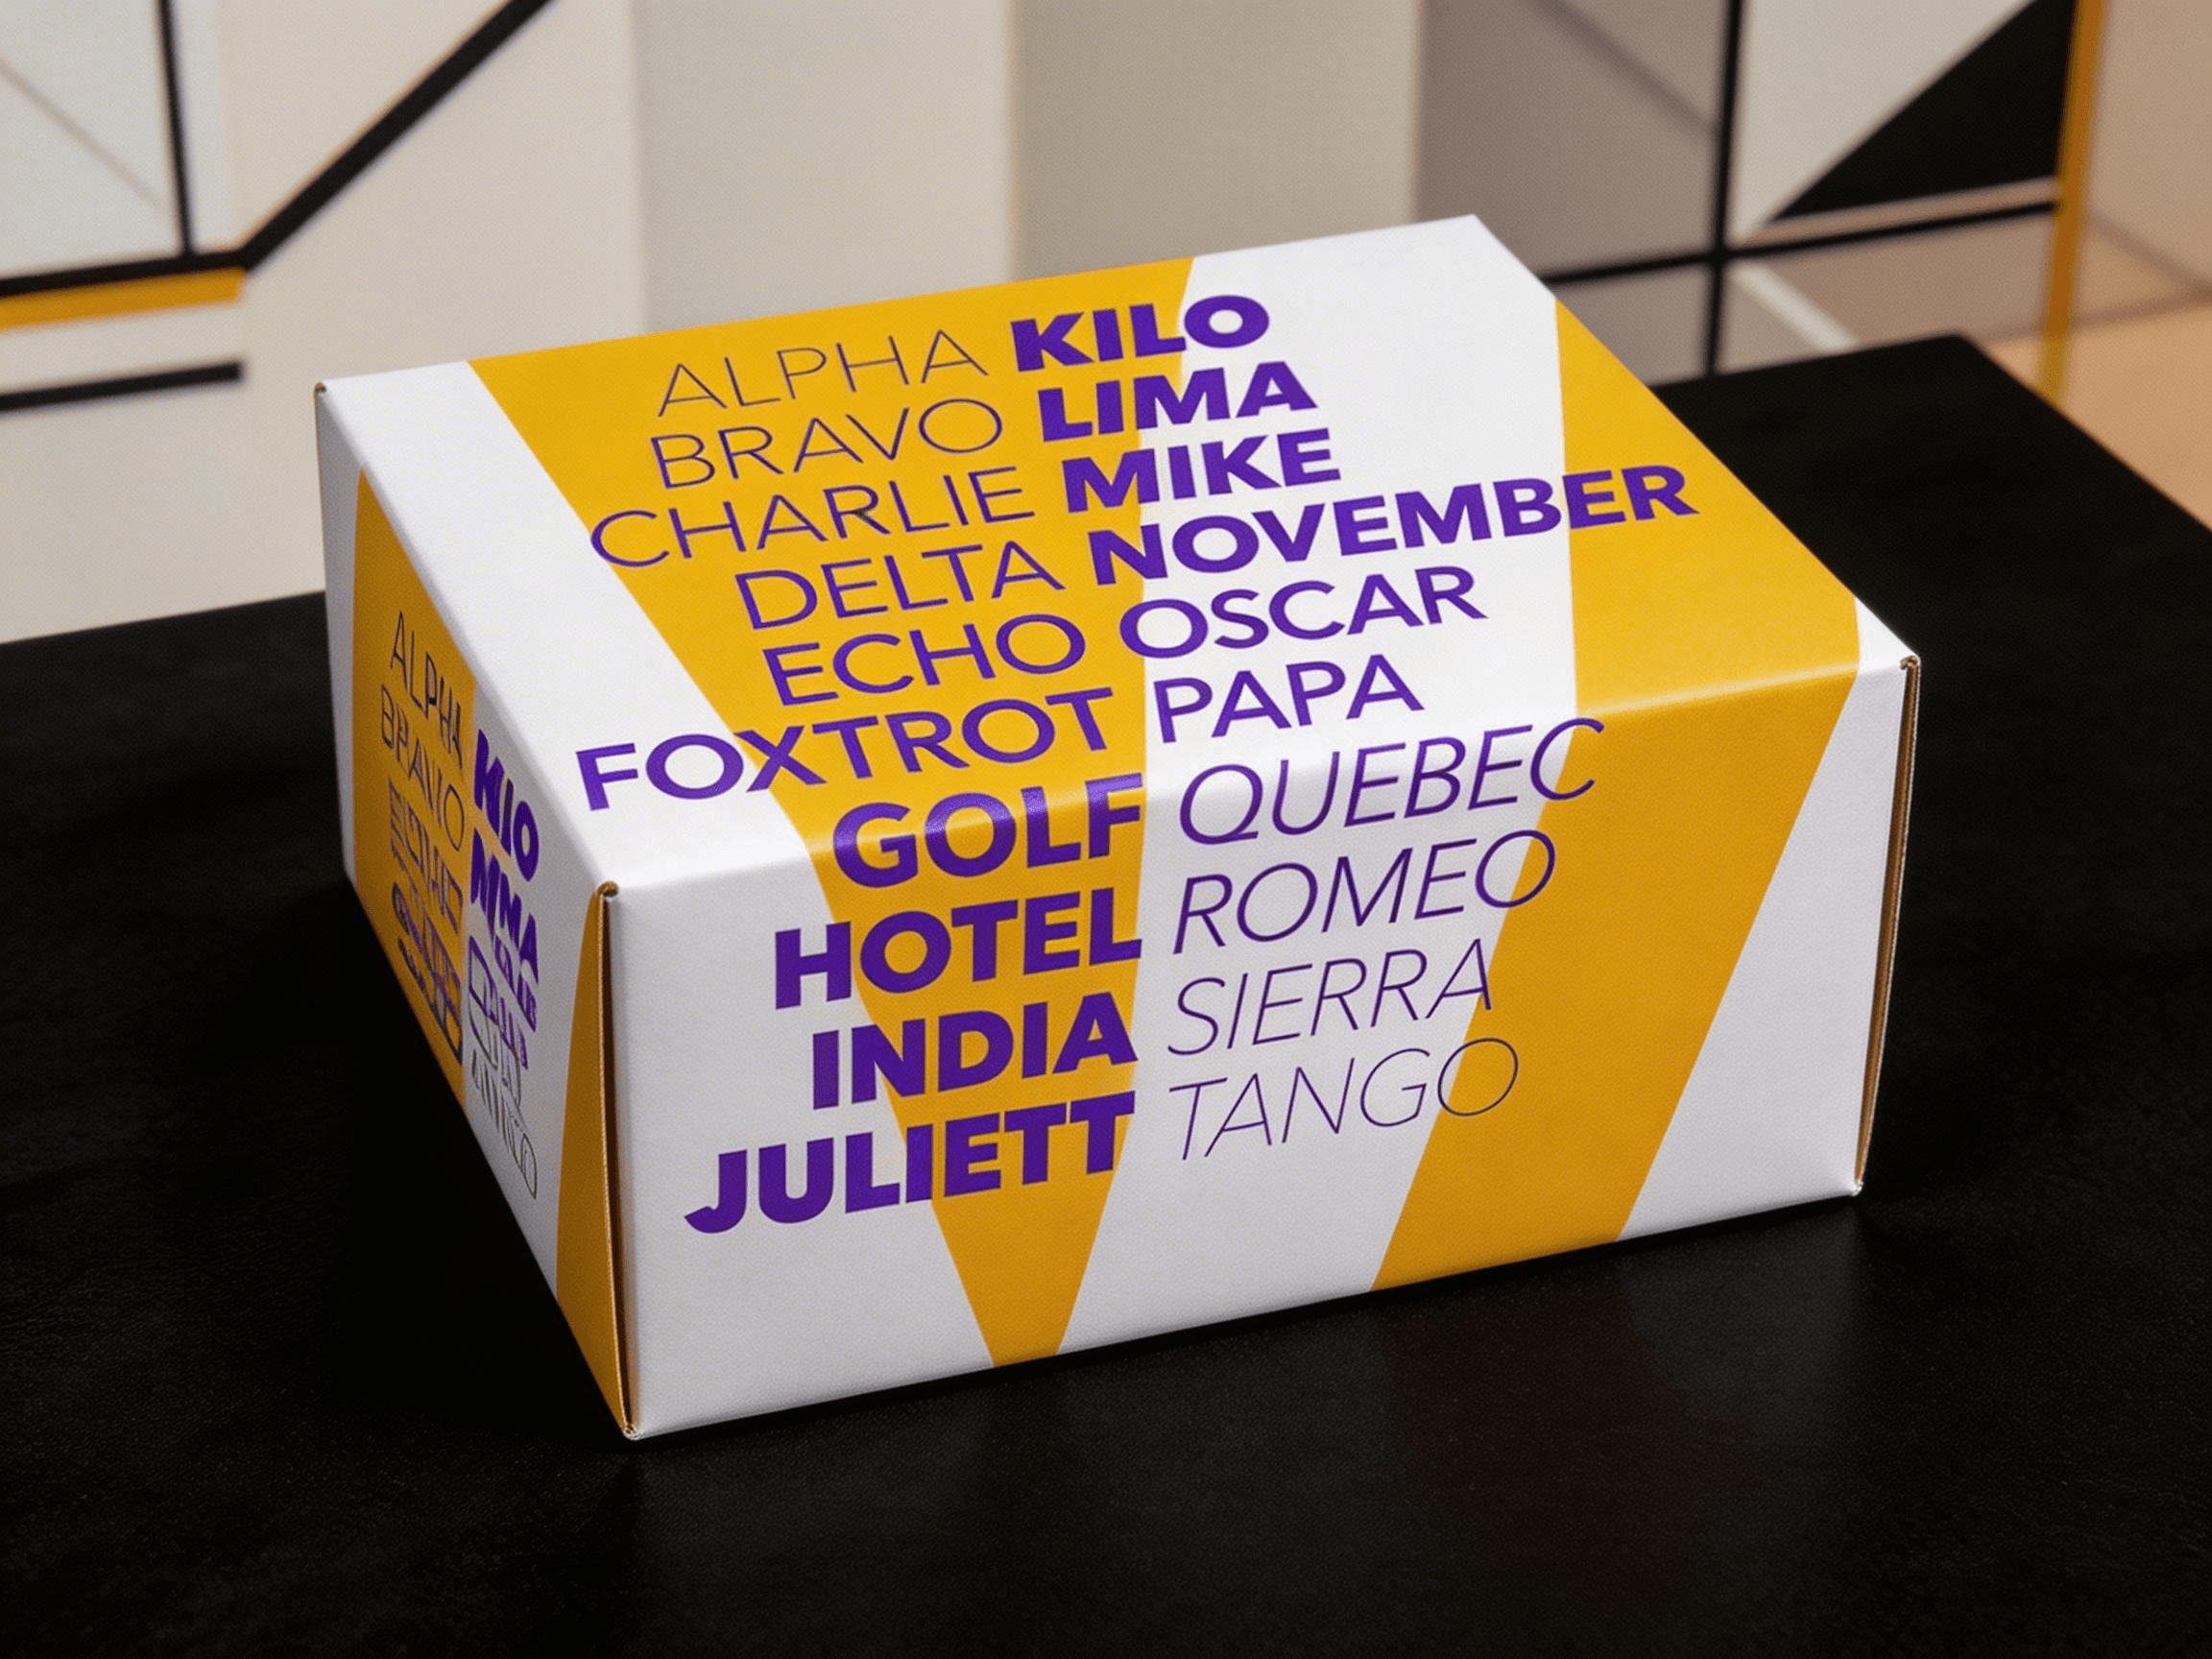 ALPHA KILO
BRAVO LIMA
CHARLIE MIKE
DELTA NOVEMBER
ECHO OSCAR
FOXTROT PAPA
GOLF QUEBEC
HOTEL ROMEO
INDIA SIERRA
JULIETT TANGO
ALPHA